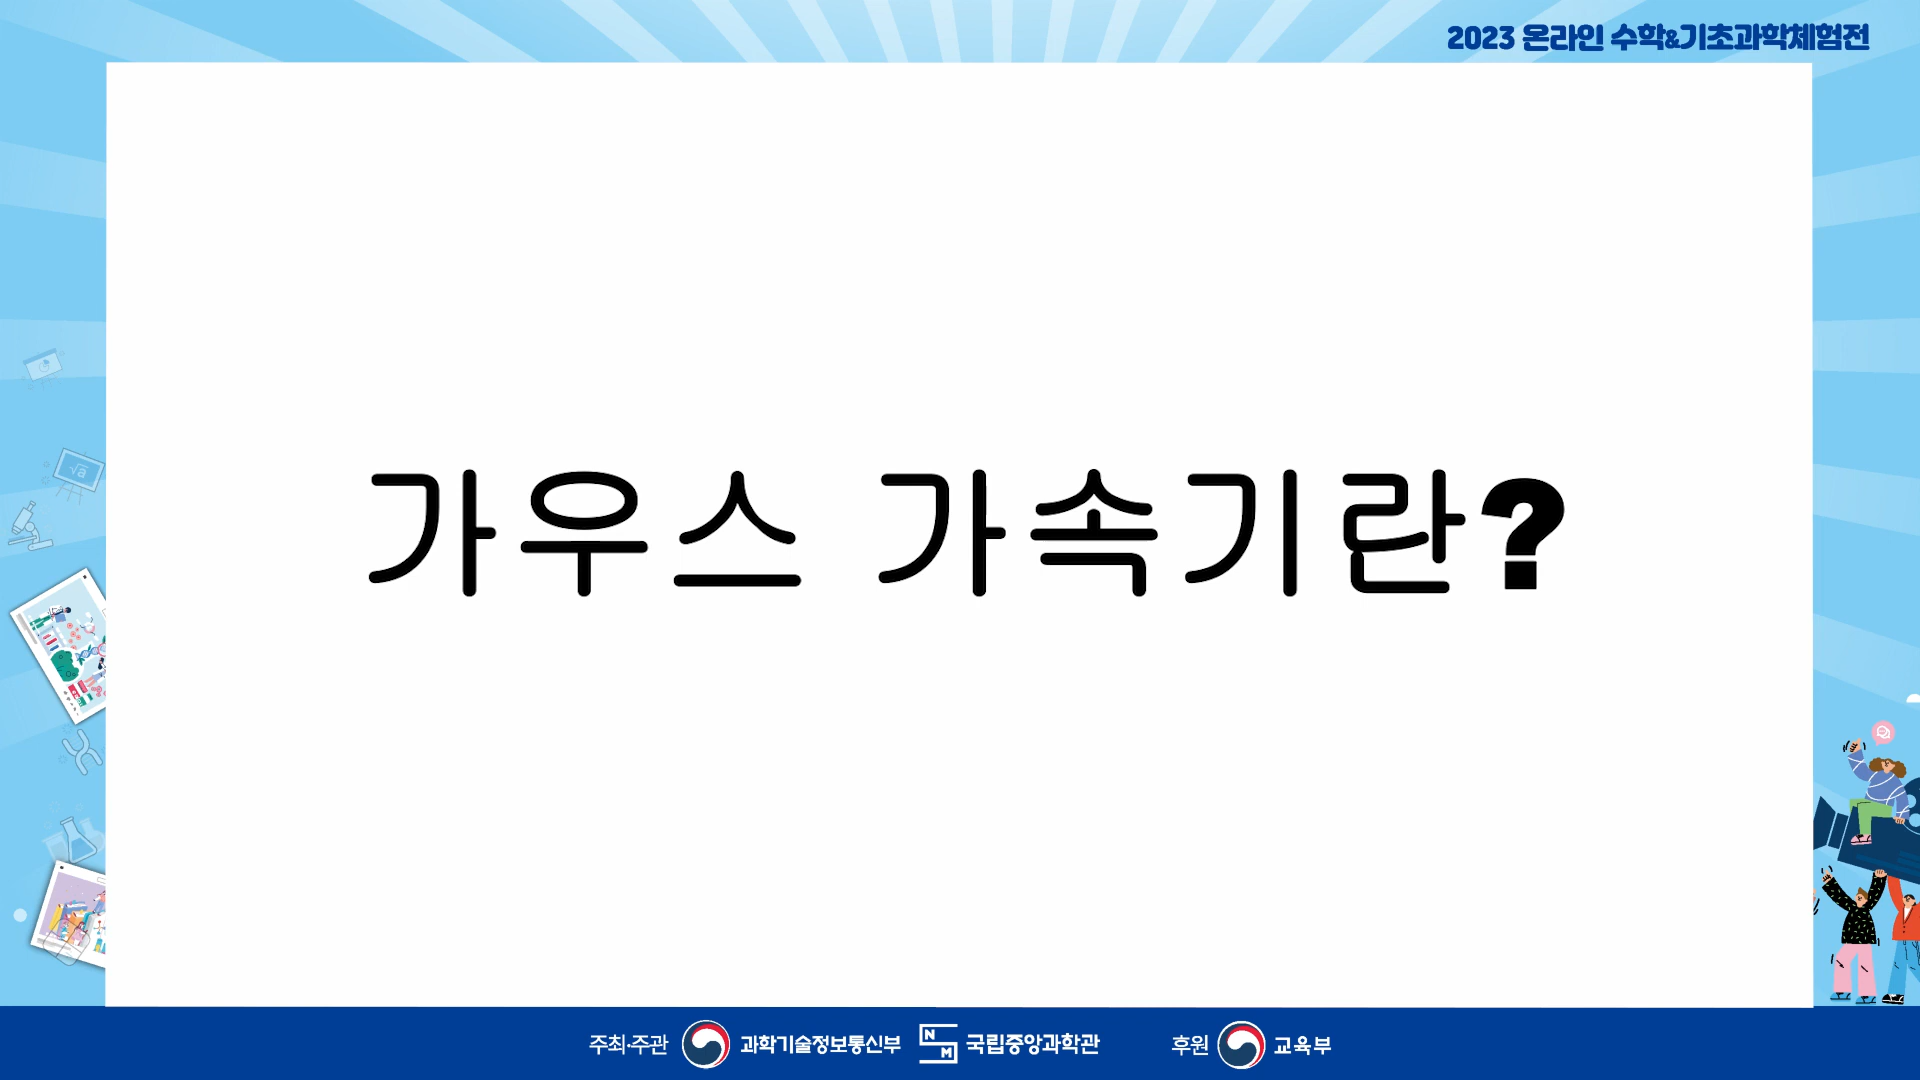 2023 온라인 수학&기초과학체험전
가우스 가속기란?
주최·주관 과학기술정보통신부 NSM 국립중앙과학관 후원 교육부